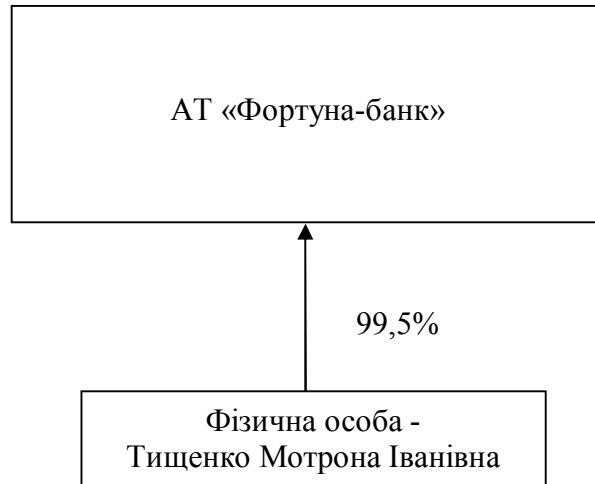 АТ «Фортуна-банк»
99,5%
Фізична особа -
Тищенко Мотрона Іванівна